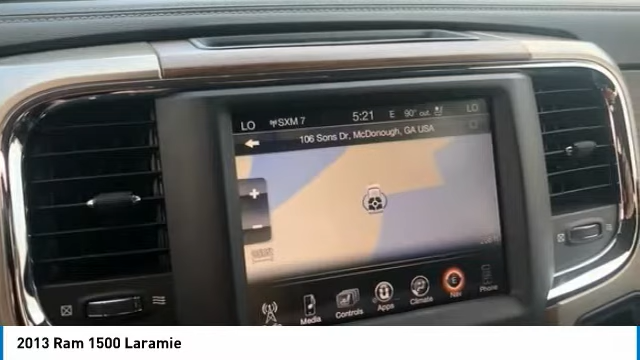 LO SXM 7 5:21 E 90° out LO
106 Sons Dr, McDonough, GA USA
+
-
Media Controls Apps Climate E Nav Phone
2013 Ram 1500 Laramie